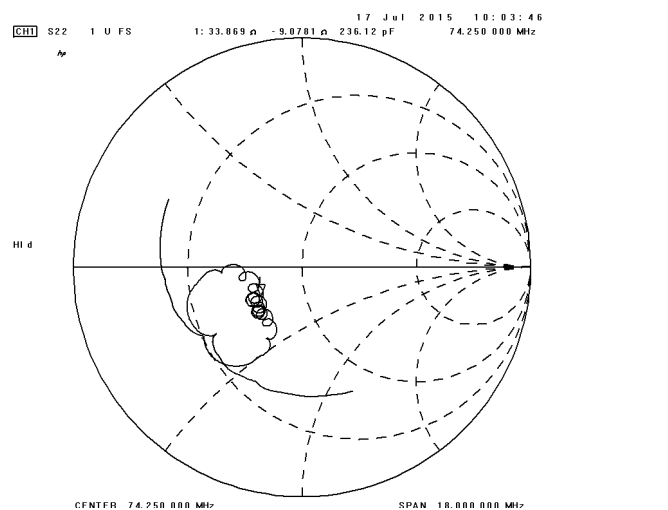 17 Jul 2015 10:03:46
CH1 S22 1 U FS 1: 33.869 Ω -9.0781 Ω 236.12 pF 74.250 000 MHz
hp
Hld
CENTER 74.250 000 MHz SPAN 18.000 000 MHz